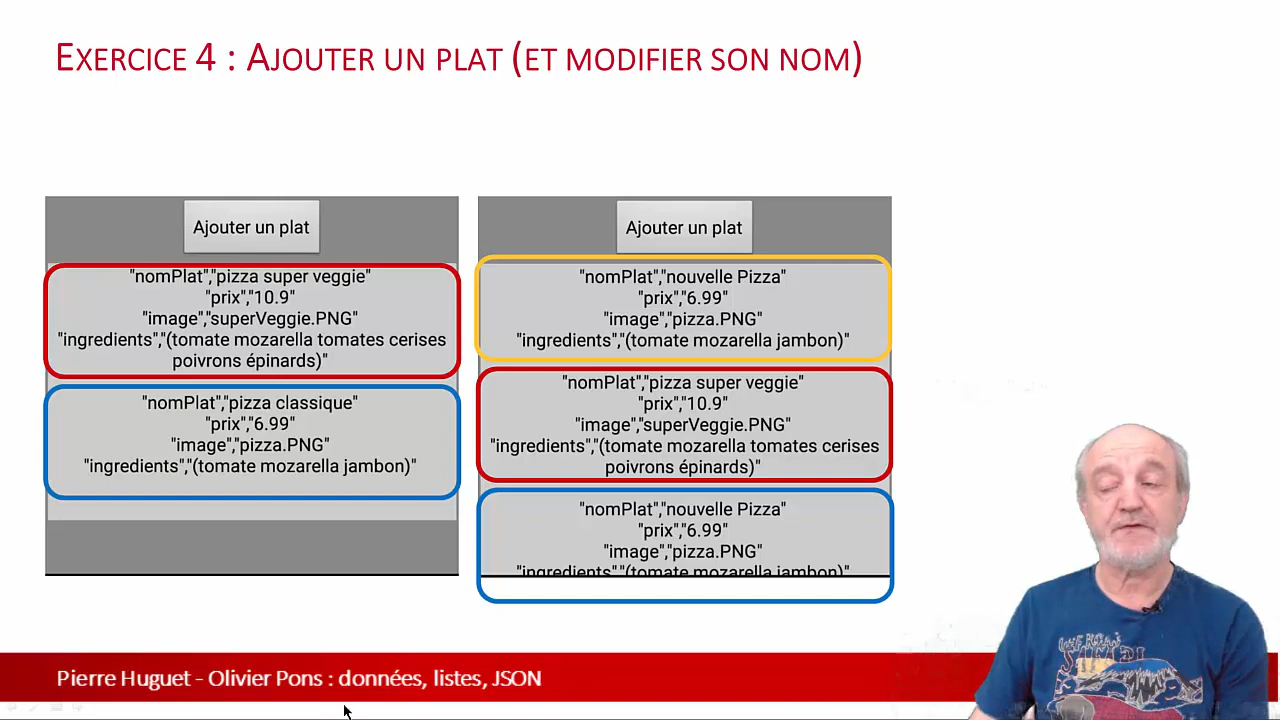 EXERCICE 4 : AJOUTER UN PLAT (ET MODIFIER SON NOM)
Ajouter un plat
"nomPlat","pizza super veggie"
"prix","10.9"
"image","superVeggie.PNG"
"ingredients","(tomate mozarella tomates cerises
poivrons épinards)"
"nomPlat","pizza classique"
"prix","6.99"
"image","pizza.PNG"
"ingredients","(tomate mozarella jambon)"
Ajouter un plat
"nomPlat","nouvelle Pizza"
"prix","6.99"
"image","pizza.PNG"
"ingredients","(tomate mozarella jambon)"
"nomPlat","pizza super veggie"
"prix","10.9"
"image","superVeggie.PNG"
"ingredients","(tomate mozarella tomates cerises
poivrons épinards)"
"nomPlat","nouvelle Pizza"
"prix","6.99"
"image","pizza.PNG"
"ingredients","(tomate mozarella jambon)"
Pierre Huguet - Olivier Pons : données, listes, JSON